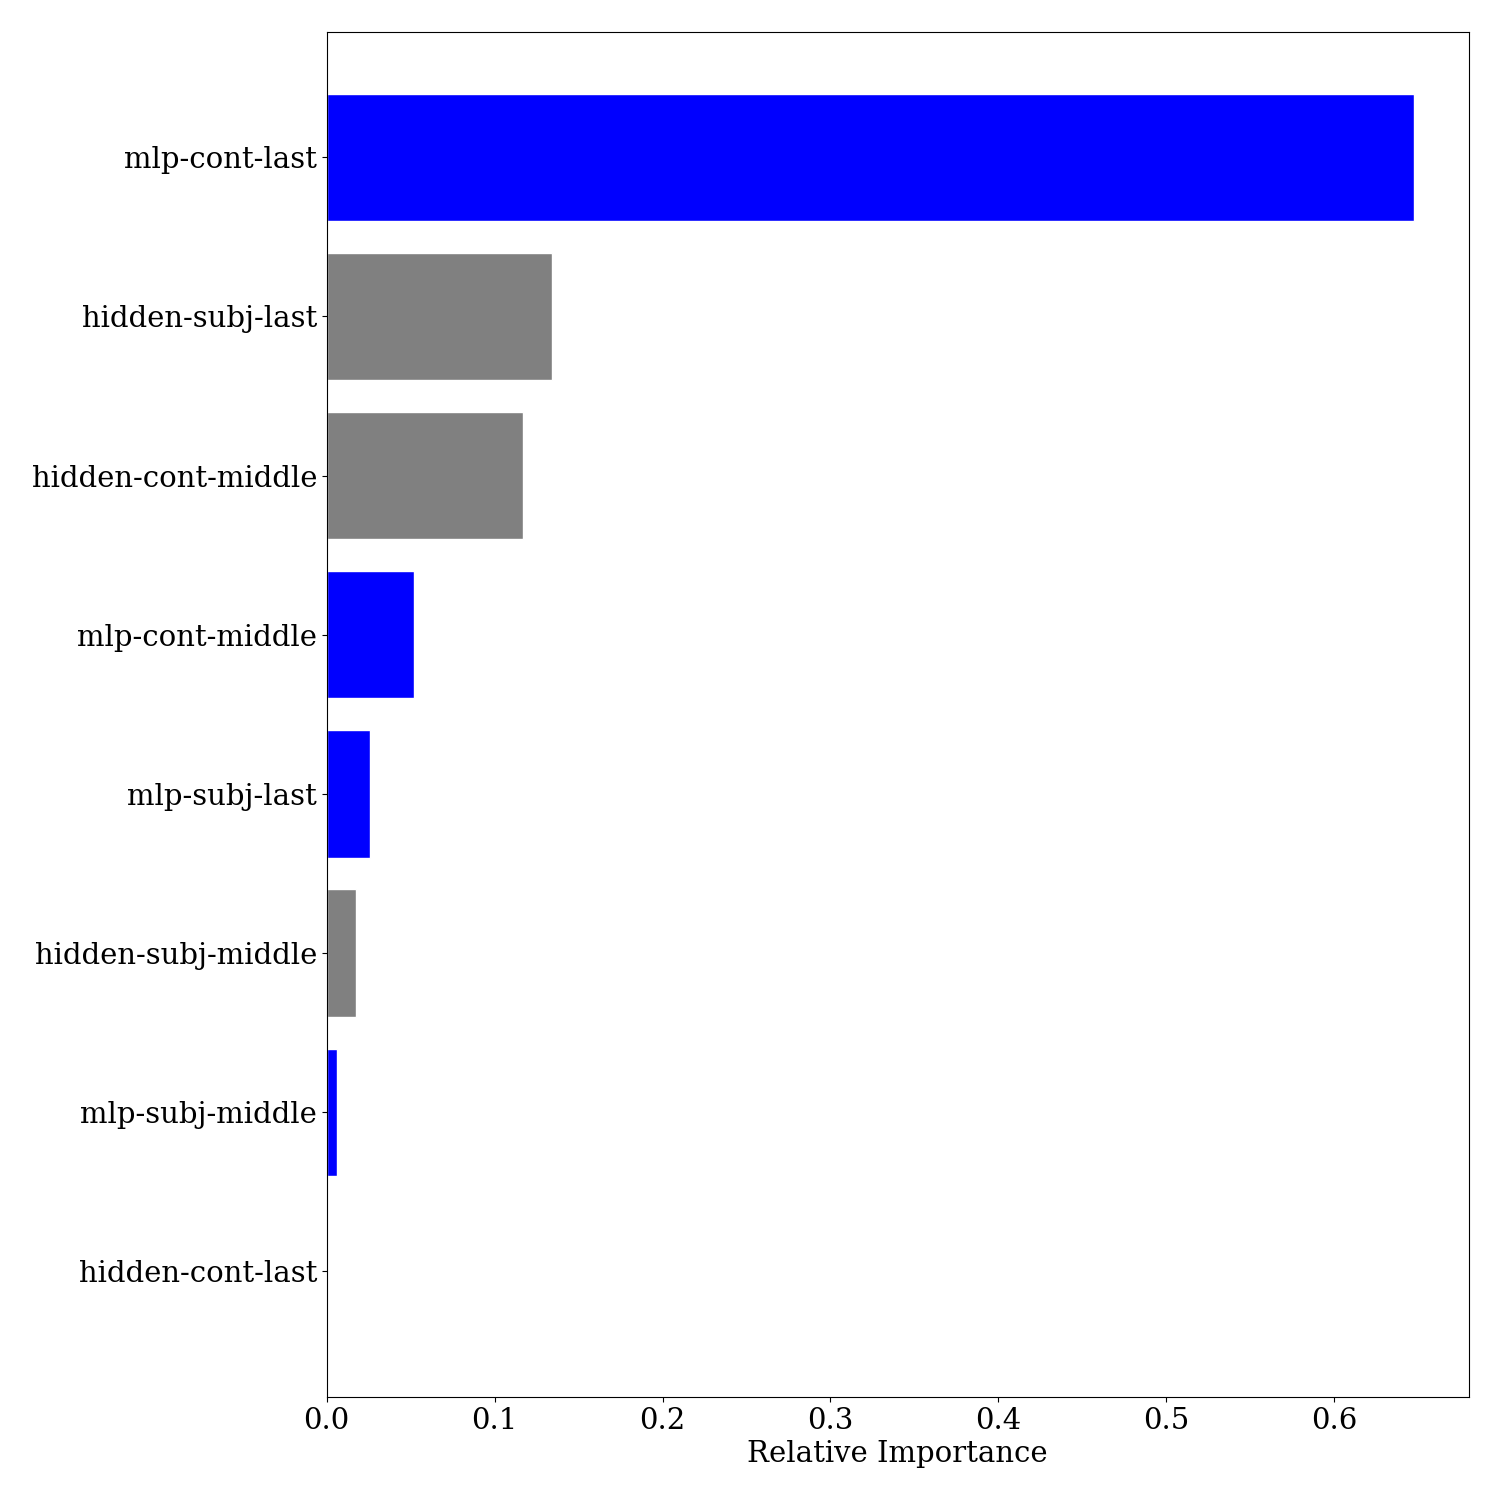 mlp-cont-last
hidden-subj-last
hidden-cont-middle
mlp-cont-middle
mlp-subj-last
hidden-subj-middle
mlp-subj-middle
hidden-cont-last
0.0 0.1 0.2 0.3 0.4 0.5 0.6
Relative Importance